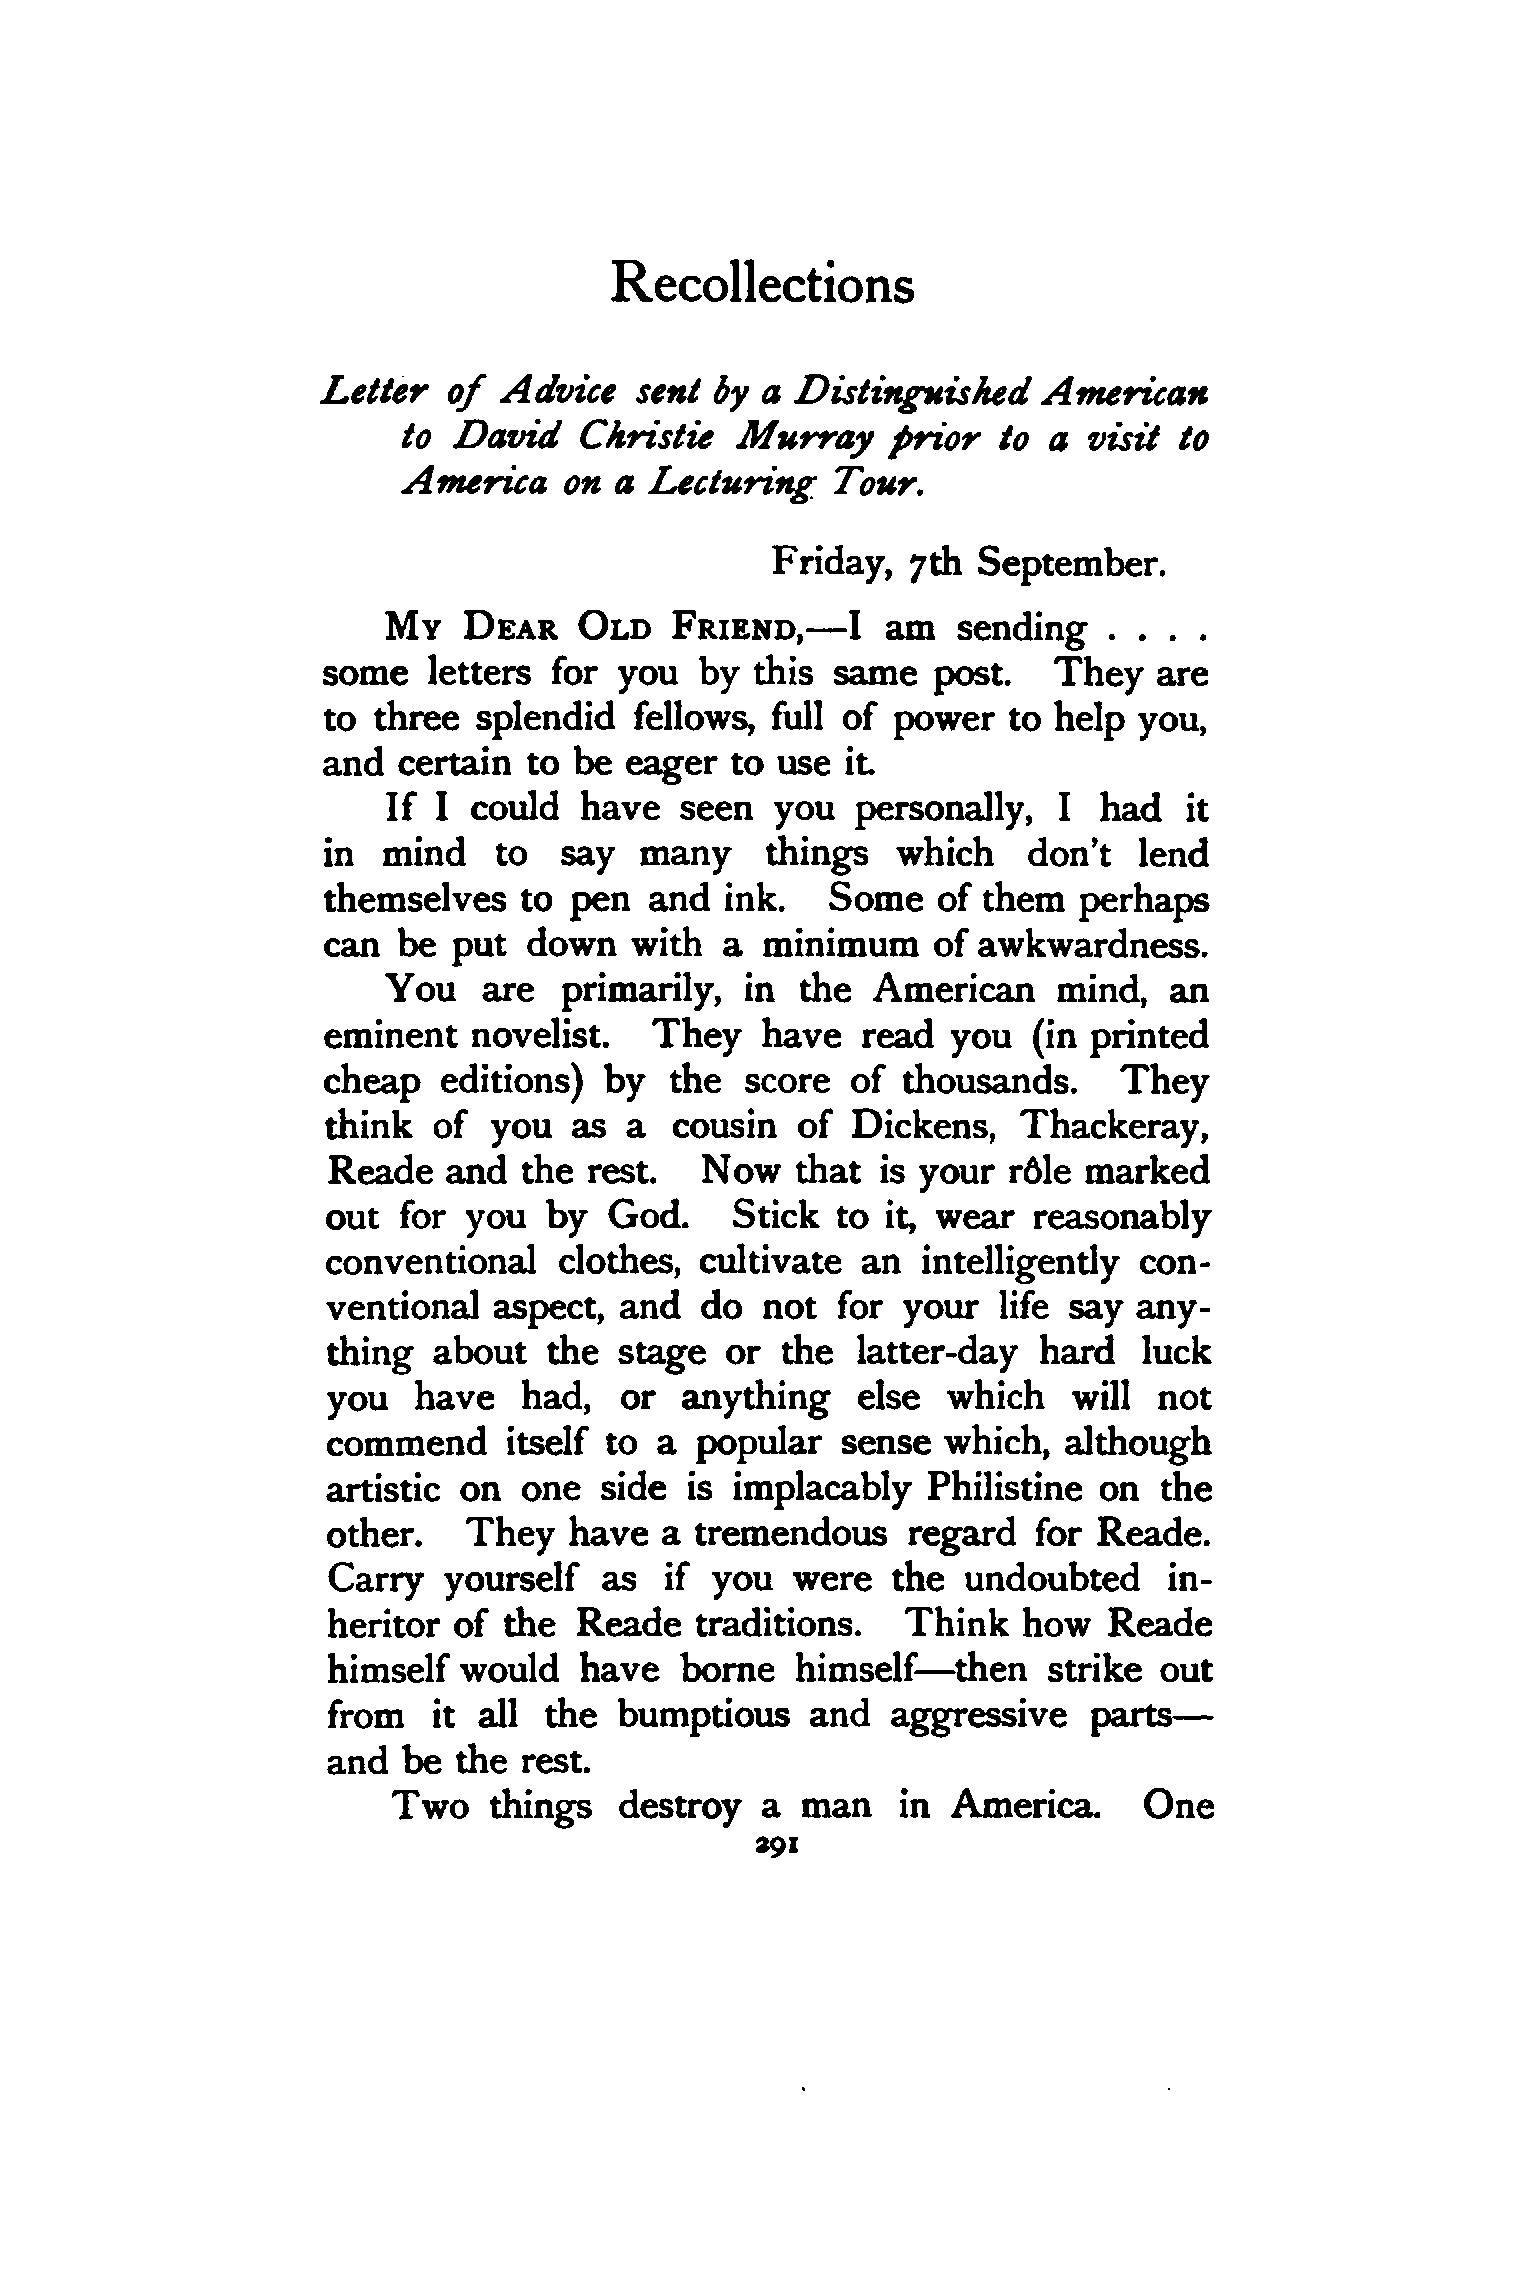 Recollections
Letter of Advice sent by a Distinguished American
to David Christie Murray prior to a visit to
America on a Lecturing Tour.
Friday, 7th September.
My Dear Old Friend,—I am sending . . . .
some letters for you by this same post. They are
to three splendid fellows, full of power to help you,
and certain to be eager to use it.
If I could have seen you personally, I had it
in mind to say many things which don't lend
themselves to pen and ink. Some of them perhaps
can be put down with a minimum of awkwardness.
You are primarily, in the American mind, an
eminent novelist. They have read you (in printed
cheap editions) by the score of thousands. They
think of you as a cousin of Dickens, Thackeray,
Reade and the rest. Now that is your rôle marked
out for you by God. Stick to it, wear reasonably
conventional clothes, cultivate an intelligently con-
ventional aspect, and do not for your life say any-
thing about the stage or the latter-day hard luck
you have had, or anything else which will not
commend itself to a popular sense which, although
artistic on one side is implacably Philistine on the
other. They have a tremendous regard for Reade.
Carry yourself as if you were the undoubted in-
heritor of the Reade traditions. Think how Reade
himself would have borne himself—then strike out
from it all the bumptious and aggressive parts—
and be the rest.
Two things destroy a man in America. One
291